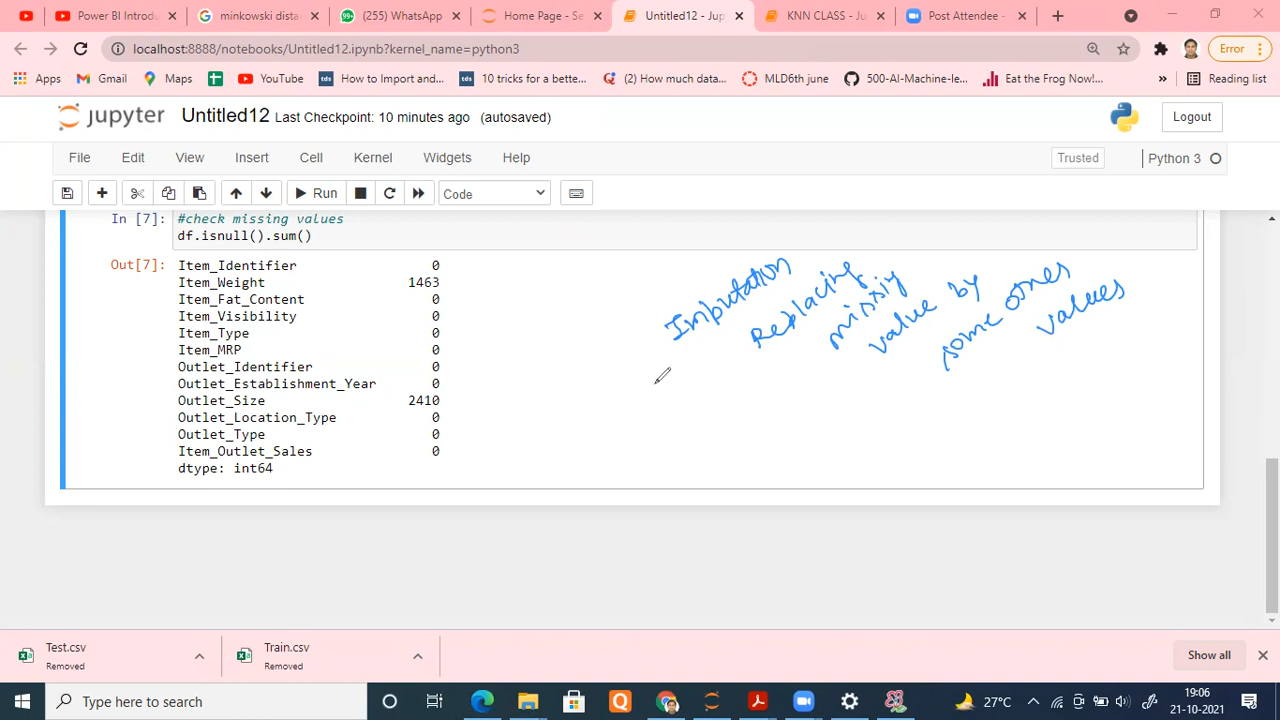 Power BI Introdu
minkowski dista
(255) WhatsApp
Home Page - Se
Untitled12 - Jup
KNN CLASS - Ju
Post Attendee -
localhost:8888/notebooks/Untitled12.ipynb?kernel_name=python3
Error
Apps
Gmail
Maps
YouTube
tds How to Import and...
tds 10 tricks for a bette...
(2) How much data...
MLD6th june
500-AI-Machine-le...
Eat the Frog Now!...
»
Reading list
jupyter Untitled12 Last Checkpoint: 10 minutes ago (autosaved)
Logout
File Edit View Insert Cell Kernel Widgets Help
Trusted
Python 3
Run
Code
In [7]: #check missing values
df.isnull().sum()
Out[7]: Item_Identifier 0
Item_Weight 1463
Item_Fat_Content 0
Item_Visibility 0
Item_Type 0
Item_MRP 0
Outlet_Identifier 0
Outlet_Establishment_Year 0
Outlet_Size 2410
Outlet_Location_Type 0
Outlet_Type 0
Item_Outlet_Sales 0
dtype: int64
Imputation
Replacing
missing
value by
some others
values
Test.csv
Removed
Train.csv
Removed
Show all
Type here to search
27°C
19:06
21-10-2021